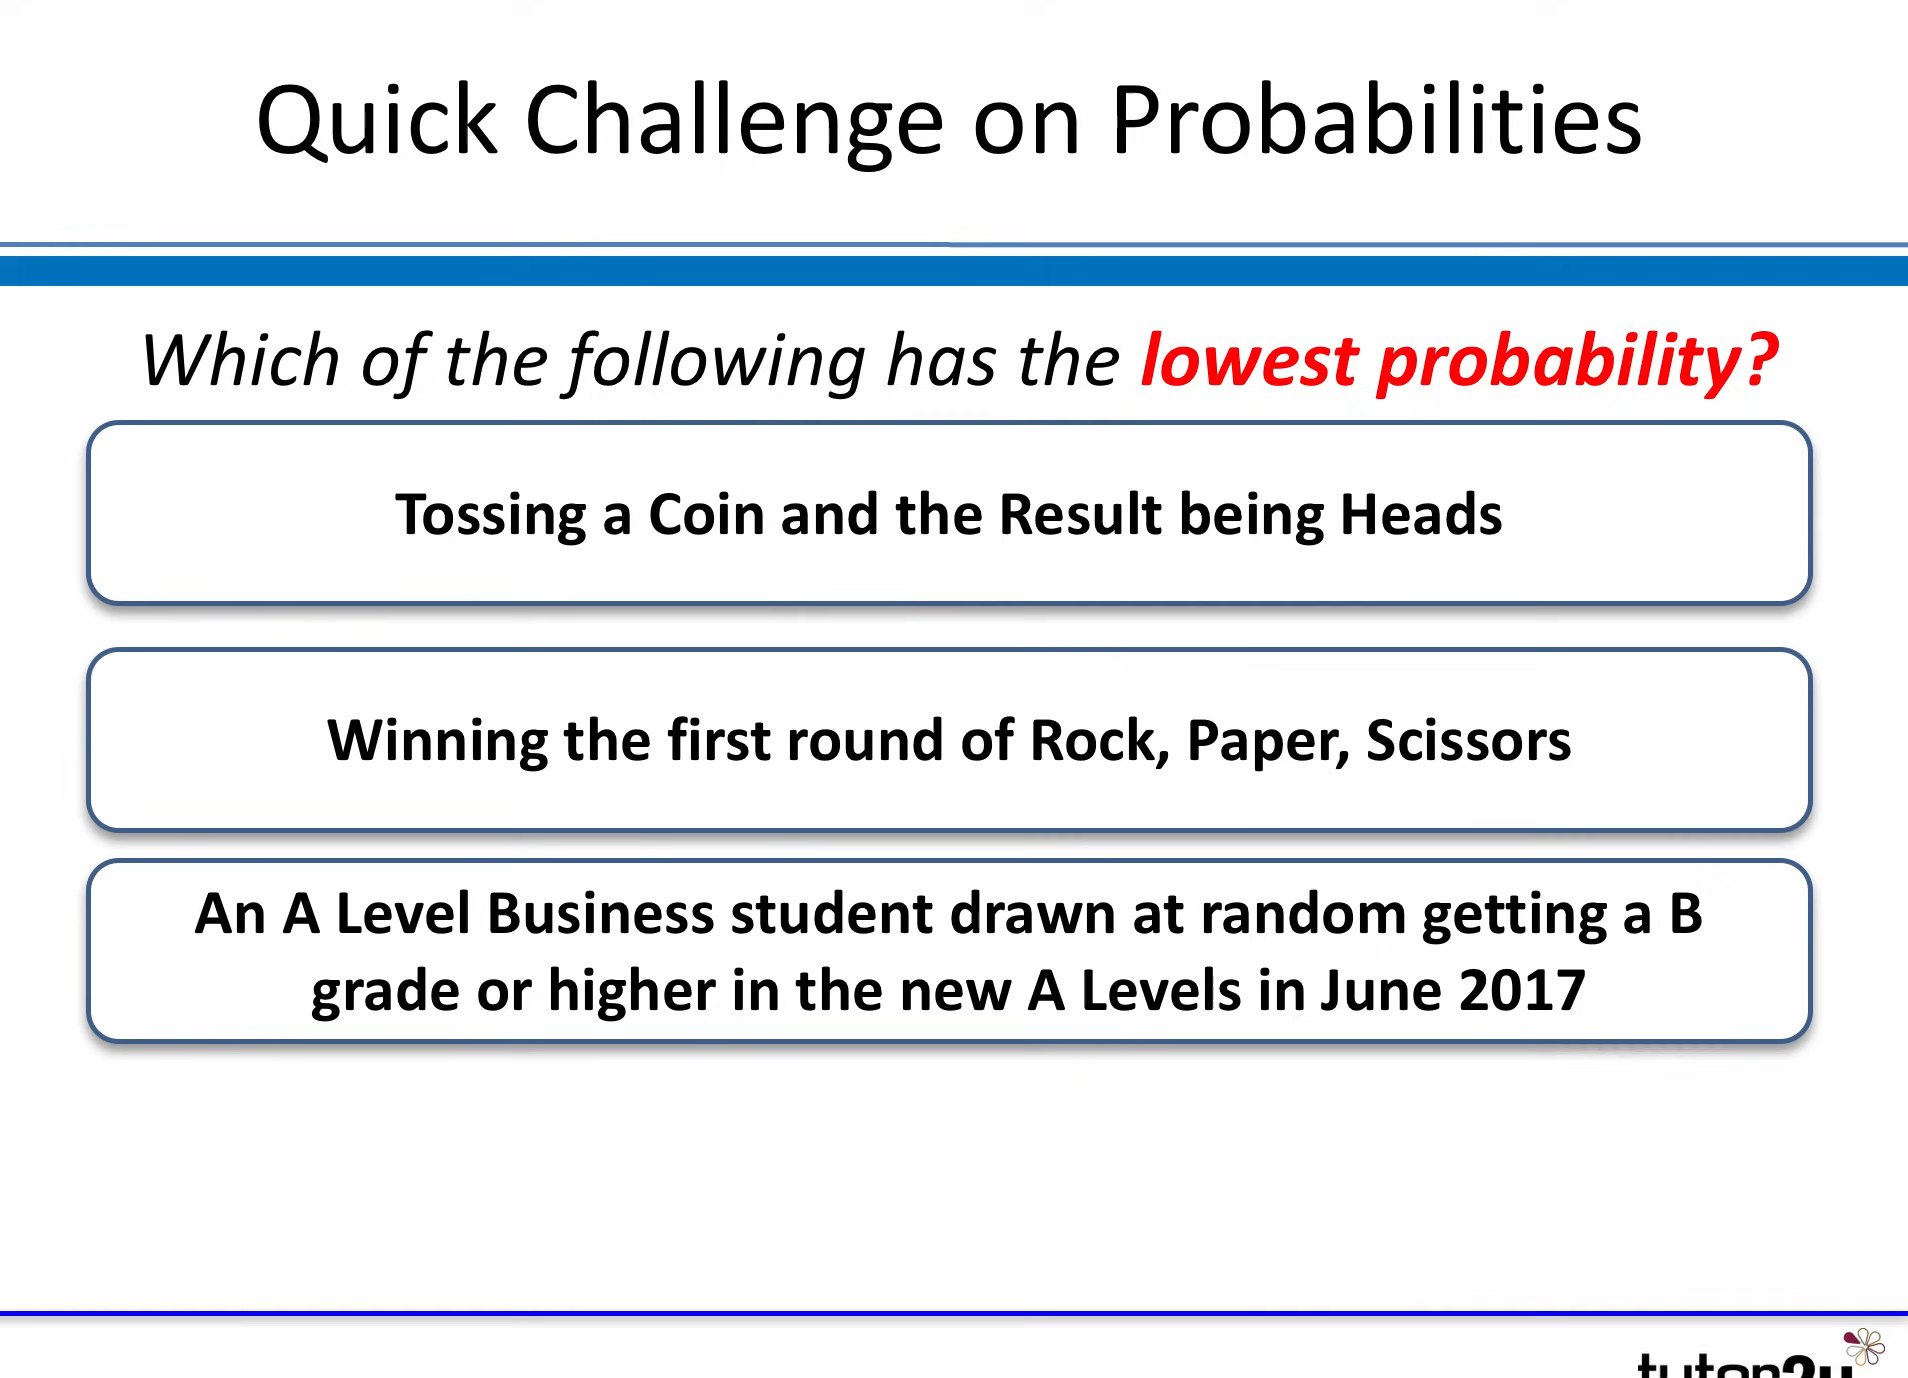 Quick Challenge on Probabilities
Which of the following has the lowest probability?
Tossing a Coin and the Result being Heads
Winning the first round of Rock, Paper, Scissors
An A Level Business student drawn at random getting a B
grade or higher in the new A Levels in June 2017
tutor2u